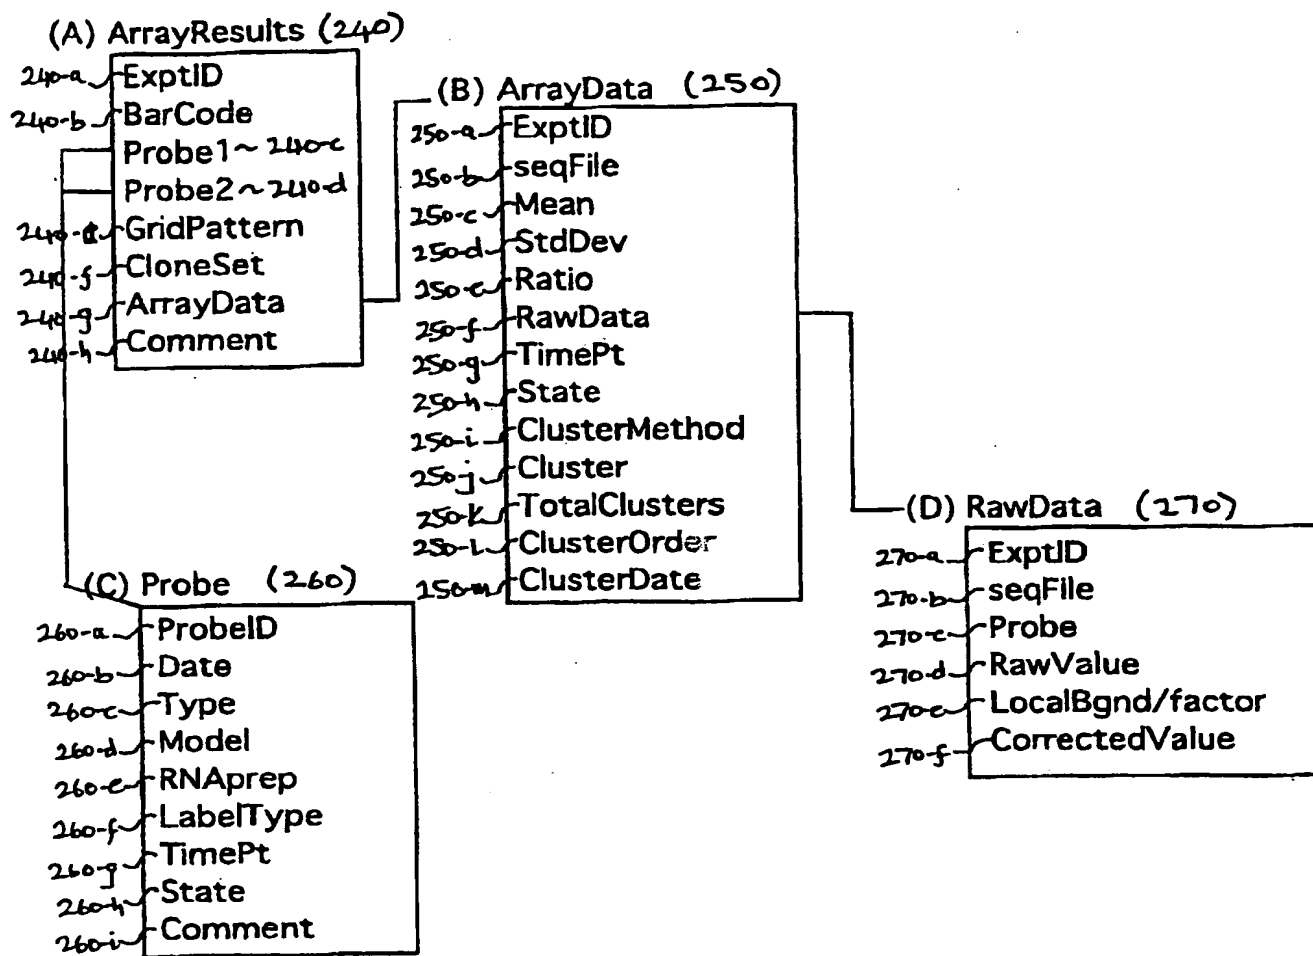 (A) ArrayResults (240)
240-a ExptID
240-b BarCode
Probe1~240-c
Probe2~240-d
GridPattern
240-f CloneSet
240-g ArrayData
240-h Comment
(B) ArrayData (250)
250-a ExptID
250-b seqFile
250-c Mean
250-d StdDev
250-e Ratio
250-f RawData
250-g TimePt
250-h State
250-i ClusterMethod
250-j Cluster
250-k TotalClusters
250-l ClusterOrder
250-m ClusterDate
(C) Probe (260)
260-a ProbeID
260-b Date
260-c Type
260-d Model
260-e RNAprep
260-f LabelType
260-g TimePt
260-h State
260-i Comment
(D) RawData (270)
270-a ExptID
270-b seqFile
270-c Probe
270-d RawValue
270-e LocalBgnd/factor
270-f CorrectedValue